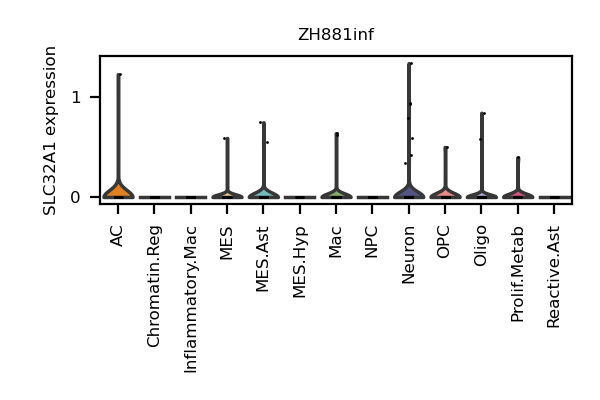 ZH881inf
SLC32A1 expression
1
0
AC
Chromatin.Reg
Inflammatory.Mac
MES
MES.Ast
MES.Hyp
Mac
NPC
Neuron
OPC
Oligo
Prolif.Metab
Reactive.Ast